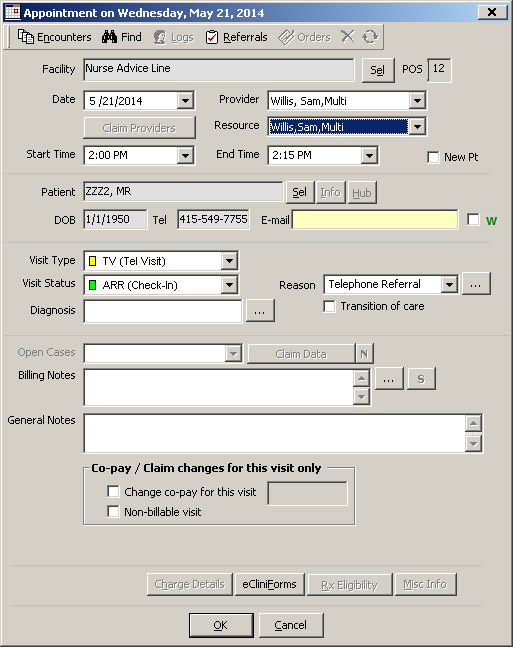 Appointment on Wednesday, May 21, 2014
Encounters Find Logs Referrals Orders
Facility Nurse Advice Line Sel POS 12
Date 5 /21/2014 Provider Willis, Sam,Multi
Claim Providers Resource Willis,Sam,Multi
Start Time 2:00 PM End Time 2:15 PM New Pt
Patient ZZZ2, MR Sel Info Hub
DOB 1/1/1950 Tel 415-549-7755 E-mail W
Visit Type TV (Tel Visit)
Visit Status ARR (Check-In) Reason Telephone Referral ...
Diagnosis ... Transition of care
Open Cases Claim Data N
Billing Notes ... S
General Notes
Co-pay / Claim changes for this visit only
Change co-pay for this visit
Non-billable visit
Charge Details eCliniForms Rx Eligibility Misc Info
OK Cancel